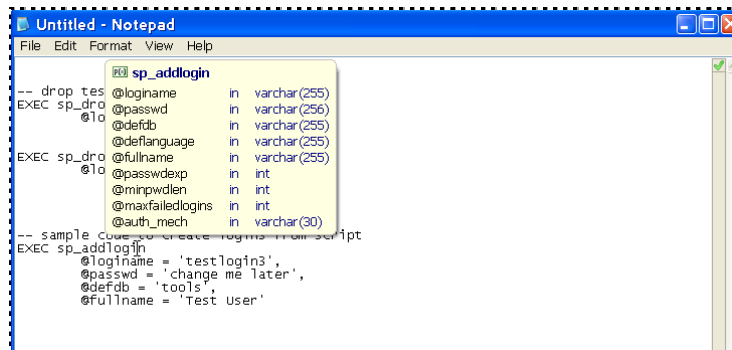 Untitled - Notepad
File Edit Format View Help
sp_addlogin
@loginame in varchar(255)
@passwd in varchar(256)
@defdb in varchar(255)
@deflanguage in varchar(255)
@fullname in varchar(255)
@passwdexp in int
@minpwdlen in int
@maxfailedlogins in int
@auth_mech in varchar(30)
-- drop tes
EXEC sp_dro
@lo
EXEC sp_dro
@lo
-- sample code to create logins from script
EXEC sp_addlogin
@loginame = 'testlogin3',
@passwd = 'change me later',
@defdb = 'tools',
@fullname = 'Test User'